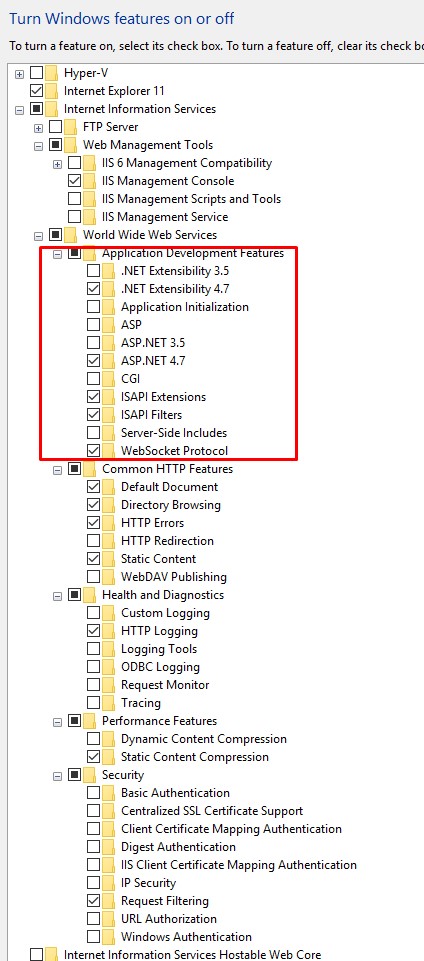 Turn Windows features on or off
To turn a feature on, select its check box. To turn a feature off, clear its check b
Hyper-V
Internet Explorer 11
Internet Information Services
FTP Server
Web Management Tools
IIS 6 Management Compatibility
IIS Management Console
IIS Management Scripts and Tools
IIS Management Service
World Wide Web Services
Application Development Features
.NET Extensibility 3.5
.NET Extensibility 4.7
Application Initialization
ASP
ASP.NET 3.5
ASP.NET 4.7
CGI
ISAPI Extensions
ISAPI Filters
Server-Side Includes
WebSocket Protocol
Common HTTP Features
Default Document
Directory Browsing
HTTP Errors
HTTP Redirection
Static Content
WebDAV Publishing
Health and Diagnostics
Custom Logging
HTTP Logging
Logging Tools
ODBC Logging
Request Monitor
Tracing
Performance Features
Dynamic Content Compression
Static Content Compression
Security
Basic Authentication
Centralized SSL Certificate Support
Client Certificate Mapping Authentication
Digest Authentication
IIS Client Certificate Mapping Authentication
IP Security
Request Filtering
URL Authorization
Windows Authentication
Internet Information Services Hostable Web Core